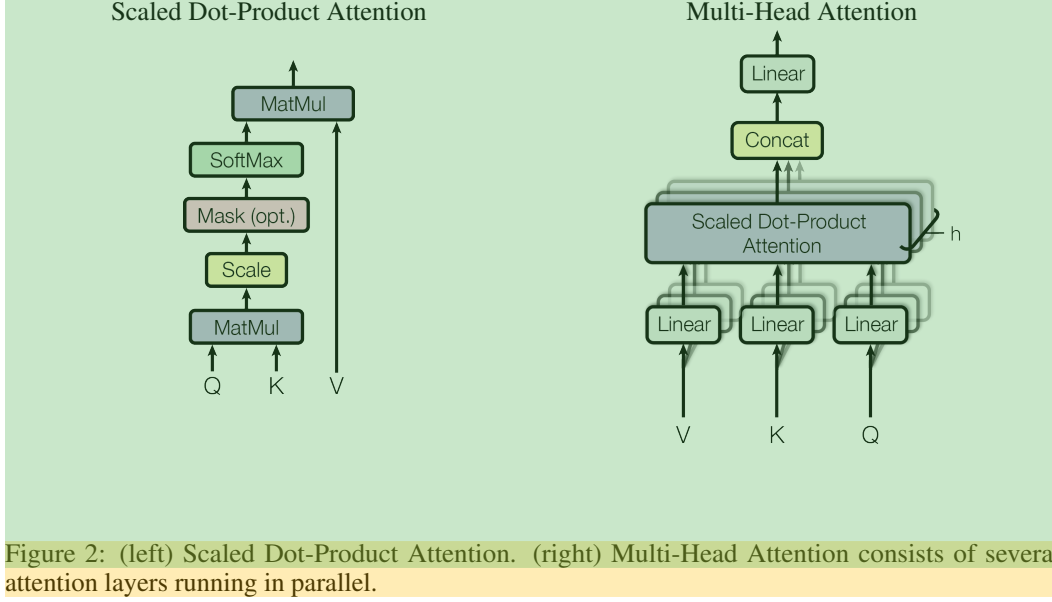 Scaled Dot-Product Attention
MatMul
SoftMax
Mask (opt.)
Scale
MatMul
Q K V
Multi-Head Attention
Linear
Concat
Scaled Dot-Product
Attention
h
Linear Linear Linear
V K Q
Figure 2: (left) Scaled Dot-Product Attention. (right) Multi-Head Attention consists of severa
attention layers running in parallel.